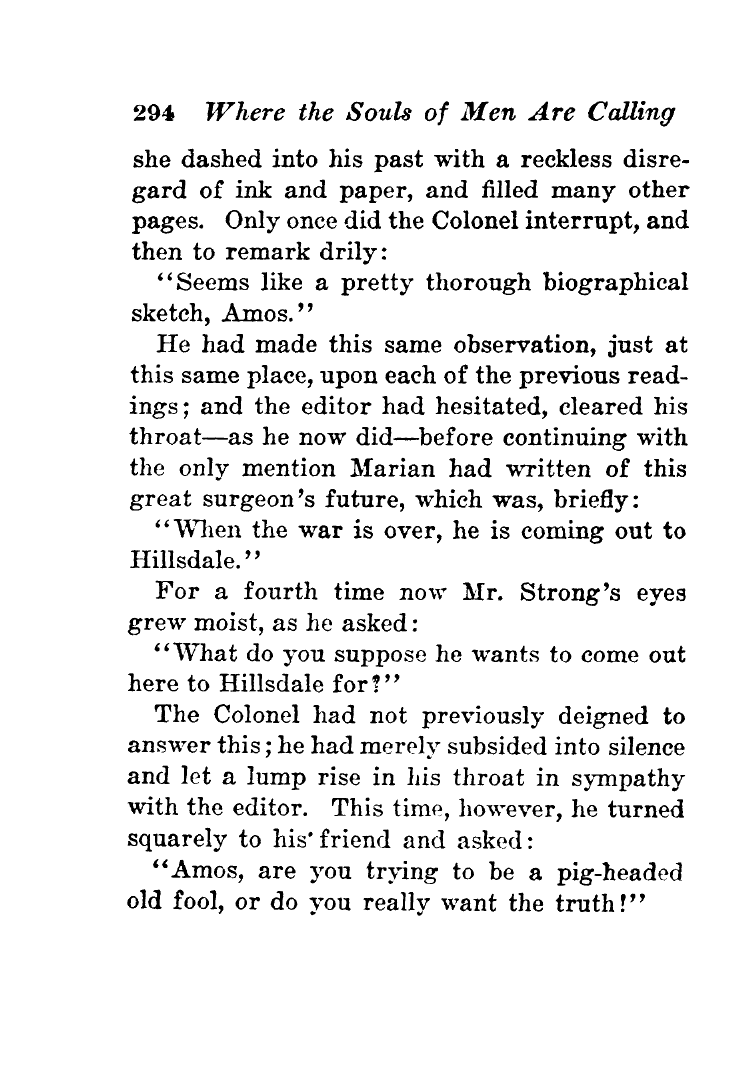 294 Where the Souls of Men Are Calling
she dashed into his past with a reckless disre-
gard of ink and paper, and filled many other
pages. Only once did the Colonel interrupt, and
then to remark drily:
“Seems like a pretty thorough biographical
sketch, Amos.”
He had made this same observation, just at
this same place, upon each of the previous read-
ings; and the editor had hesitated, cleared his
throat—as he now did—before continuing with
the only mention Marian had written of this
great surgeon's future, which was, briefly:
“When the war is over, he is coming out to
Hillsdale.”
For a fourth time now Mr. Strong's eyes
grew moist, as he asked:
“What do you suppose he wants to come out
here to Hillsdale for?”
The Colonel had not previously deigned to
answer this; he had merely subsided into silence
and let a lump rise in his throat in sympathy
with the editor. This time, however, he turned
squarely to his friend and asked:
“Amos, are you trying to be a pig-headed
old fool, or do you really want the truth!”